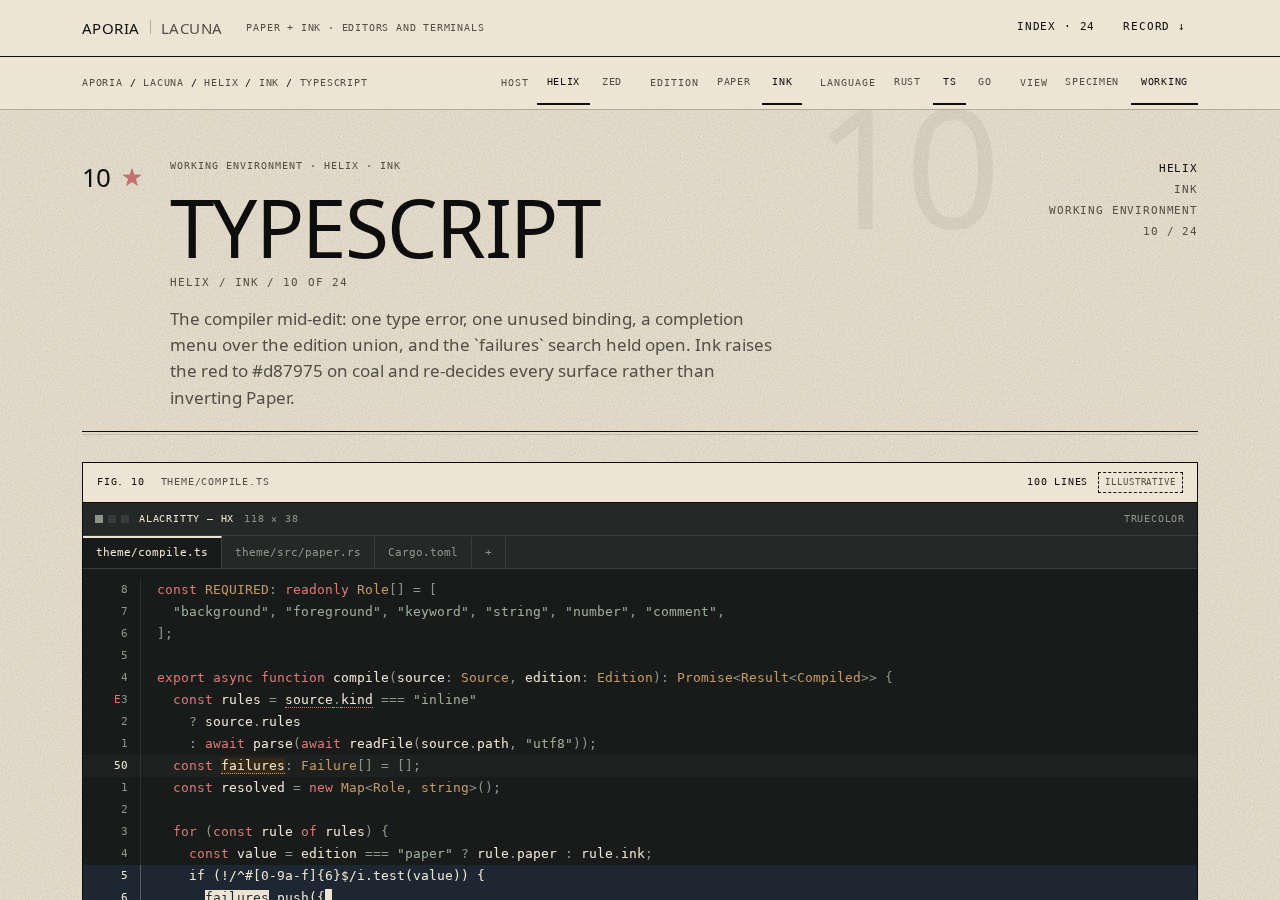 APORIA LACUNA PAPER + INK · EDITORS AND TERMINALS INDEX · 24 RECORD ↓
APORIA / LACUNA / HELIX / INK / TYPESCRIPT HOST HELIX ZED EDITION PAPER INK LANGUAGE RUST TS GO VIEW SPECIMEN WORKING
10
10 ★
WORKING ENVIRONMENT · HELIX · INK
TYPESCRIPT
HELIX / INK / 10 OF 24
The compiler mid-edit: one type error, one unused binding, a completion
menu over the edition union, and the `failures` search held open. Ink raises
the red to #d87975 on coal and re-decides every surface rather than
inverting Paper.
HELIX
INK
WORKING ENVIRONMENT
10 / 24
FIG. 10 THEME/COMPILE.TS 100 LINES ILLUSTRATIVE
ALACRITTY — HX 118 × 38 TRUECOLOR
theme/compile.ts theme/src/paper.rs Cargo.toml +
8 const REQUIRED: readonly Role[] = [
7 "background", "foreground", "keyword", "string", "number", "comment",
6 ];
5
4 export async function compile(source: Source, edition: Edition): Promise<Result<Compiled>> {
E3 const rules = source.kind === "inline"
2 ? source.rules
1 : await parse(await readFile(source.path, "utf8"));
50 const failures: Failure[] = [];
1 const resolved = new Map<Role, string>();
2
3 for (const rule of rules) {
4 const value = edition === "paper" ? rule.paper : rule.ink;
5 if (!/^#[0-9a-f]{6}$/i.test(value)) {
6 failures.push({